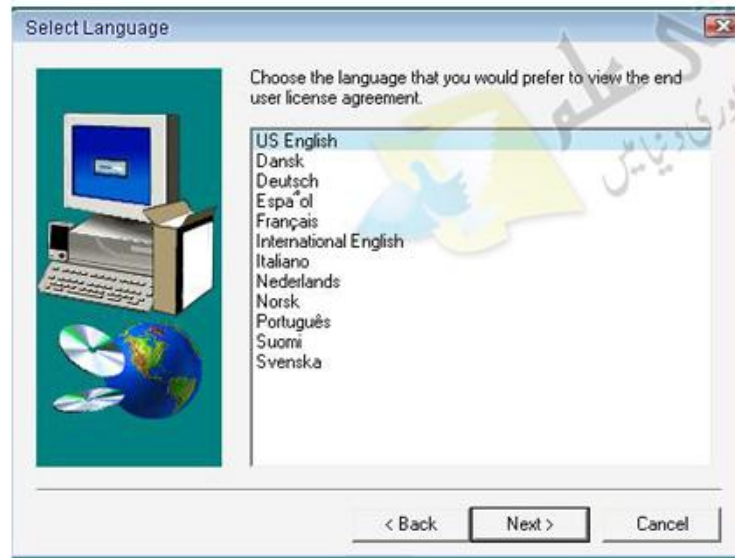 Select Language
Choose the language that you would prefer to view the end
user license agreement.
US English
Dansk
Deutsch
Espa˝ol
Français
International English
Italiano
Nederlands
Norsk
Português
Suomi
Svenska
< Back
Next >
Cancel